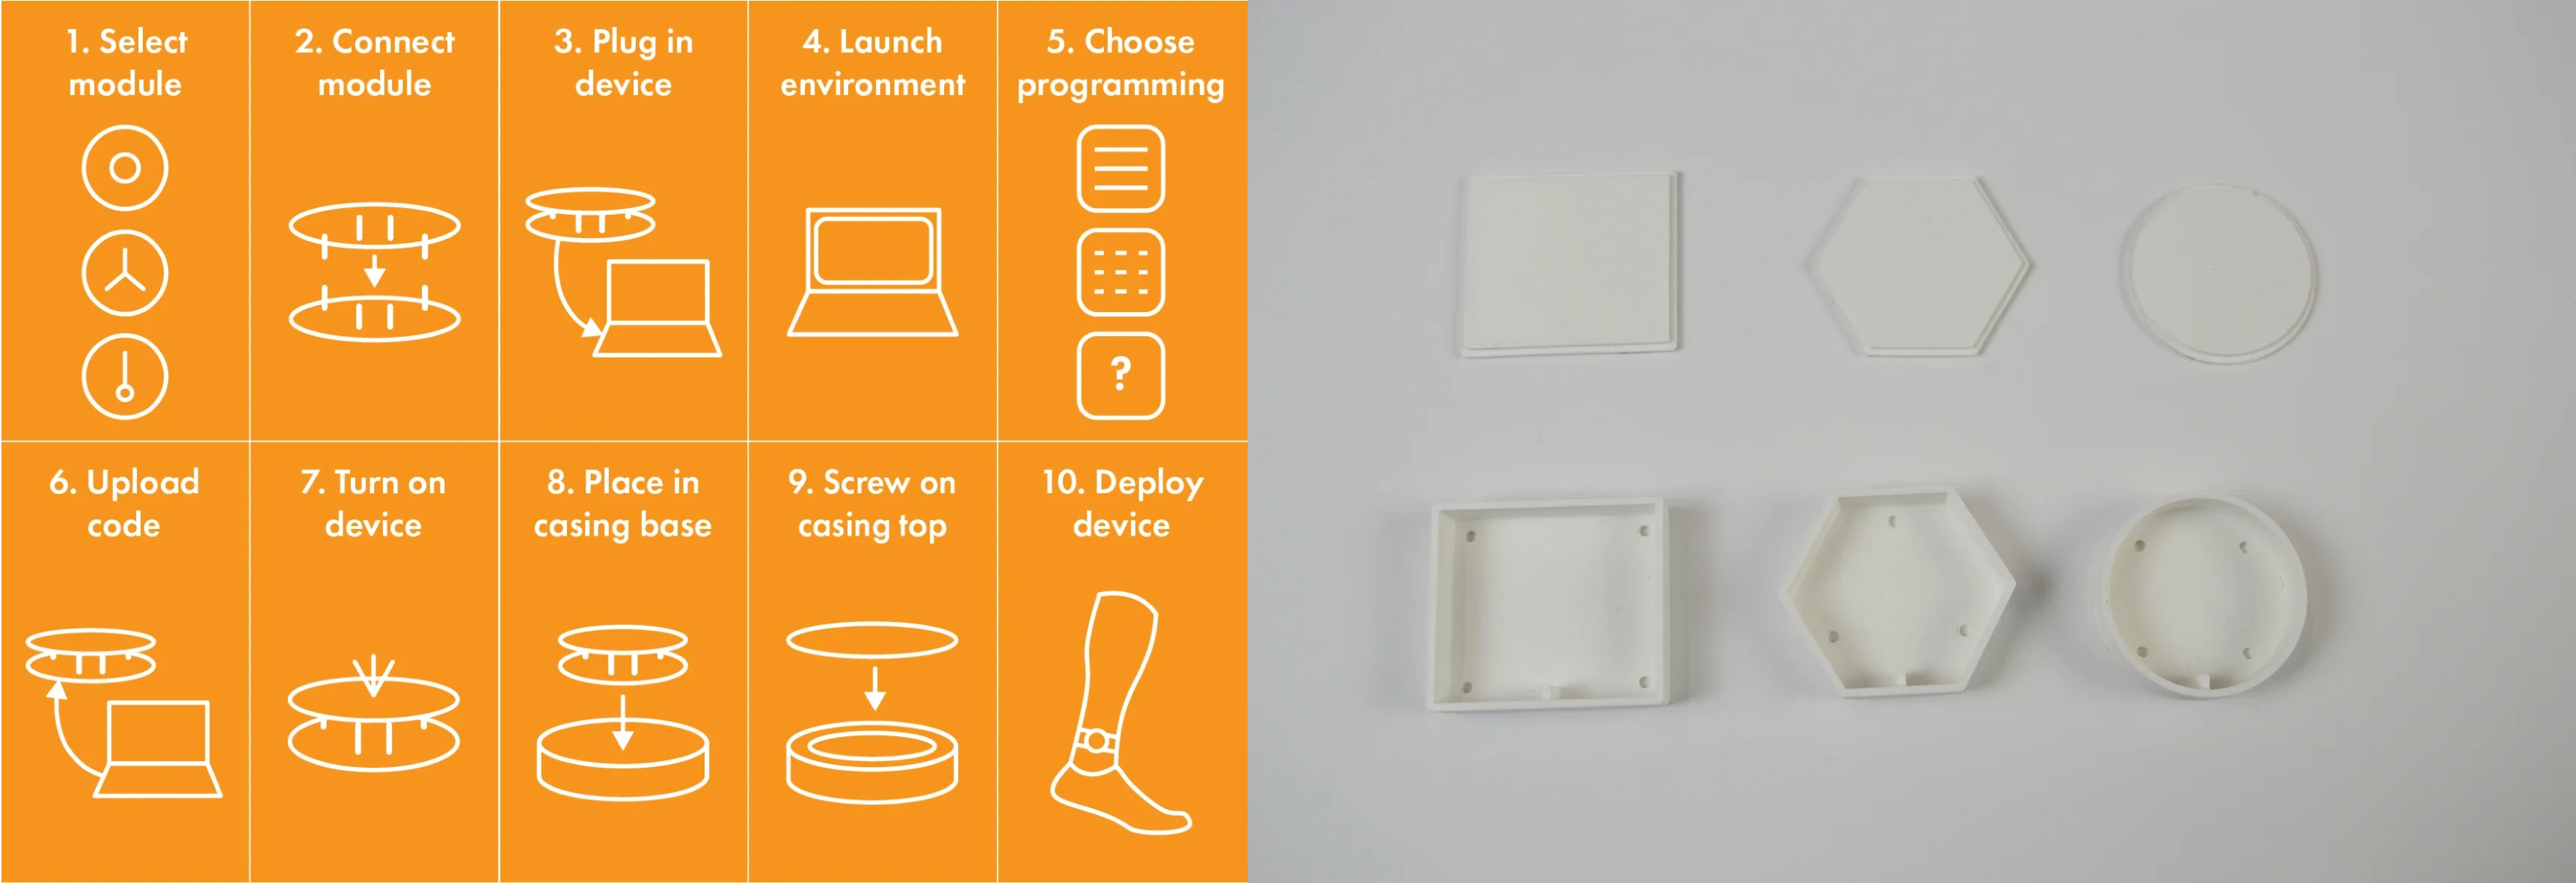 1. Select
module
2. Connect
module
3. Plug in
device
4. Launch
environment
5. Choose
programming
?
6. Upload
code
7. Turn on
device
8. Place in
casing base
9. Screw on
casing top
10. Deploy
device